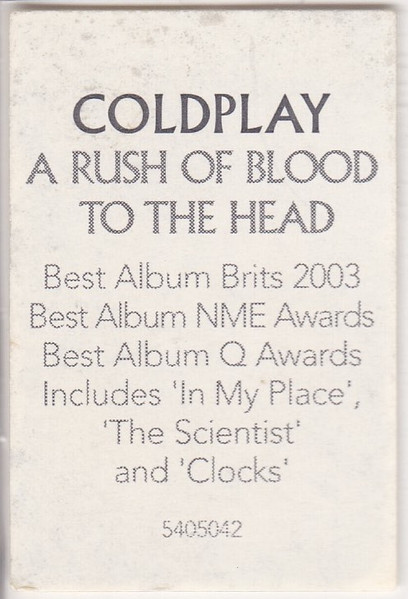 COLDPLAY
A RUSH OF BLOOD
TO THE HEAD
Best Album Brits 2003
Best Album NME Awards
Best Album Q Awards
Includes 'In My Place',
'The Scientist'
and 'Clocks'
5405042